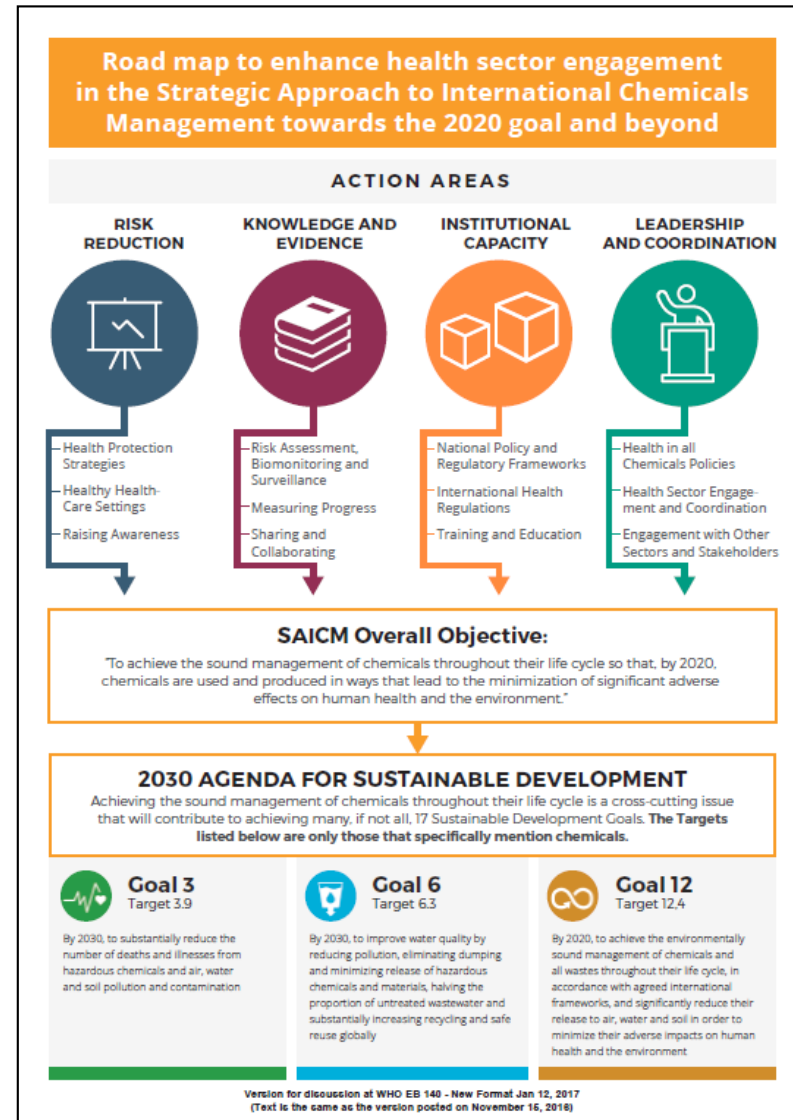 Road map to enhance health sector engagement
in the Strategic Approach to International Chemicals
Management towards the 2020 goal and beyond
ACTION AREAS
RISK
REDUCTION
KNOWLEDGE AND
EVIDENCE
INSTITUTIONAL
CAPACITY
LEADERSHIP
AND COORDINATION
Health Protection
Strategies
Healthy Health-
Care Settings
Raising Awareness
Risk Assessment,
Biomonitoring and
Surveillance
Measuring Progress
Sharing and
Collaborating
National Policy and
Regulatory Frameworks
International Health
Regulations
Training and Education
Health in all
Chemicals Policies
Health Sector Engage-
ment and Coordination
Engagement with Other
Sectors and Stakeholders
SAICM Overall Objective:
"To achieve the sound management of chemicals throughout their life cycle so that, by 2020,
chemicals are used and produced in ways that lead to the minimization of significant adverse
effects on human health and the environment."
2030 AGENDA FOR SUSTAINABLE DEVELOPMENT
Achieving the sound management of chemicals throughout their life cycle is a cross-cutting issue
that will contribute to achieving many, if not all, 17 Sustainable Development Goals. The Targets
listed below are only those that specifically mention chemicals.
Goal 3
Target 3.9
By 2030, to substantially reduce the
number of deaths and illnesses from
hazardous chemicals and air, water
and soil pollution and contamination
Goal 6
Target 6.3
By 2030, to improve water quality by
reducing pollution, eliminating dumping
and minimizing release of hazardous
chemicals and materials, halving the
proportion of untreated wastewater and
substantially increasing recycling and safe
reuse globally
Goal 12
Target 12.4
By 2020, to achieve the environmentally
sound management of chemicals and
all wastes throughout their life cycle, in
accordance with agreed international
frameworks, and significantly reduce their
release to air, water and soil in order to
minimize their adverse impacts on human
health and the environment
Version for discussion at WHO EB 140 - New Format Jan 12, 2017
(Text is the same as the version posted on November 15, 2016)